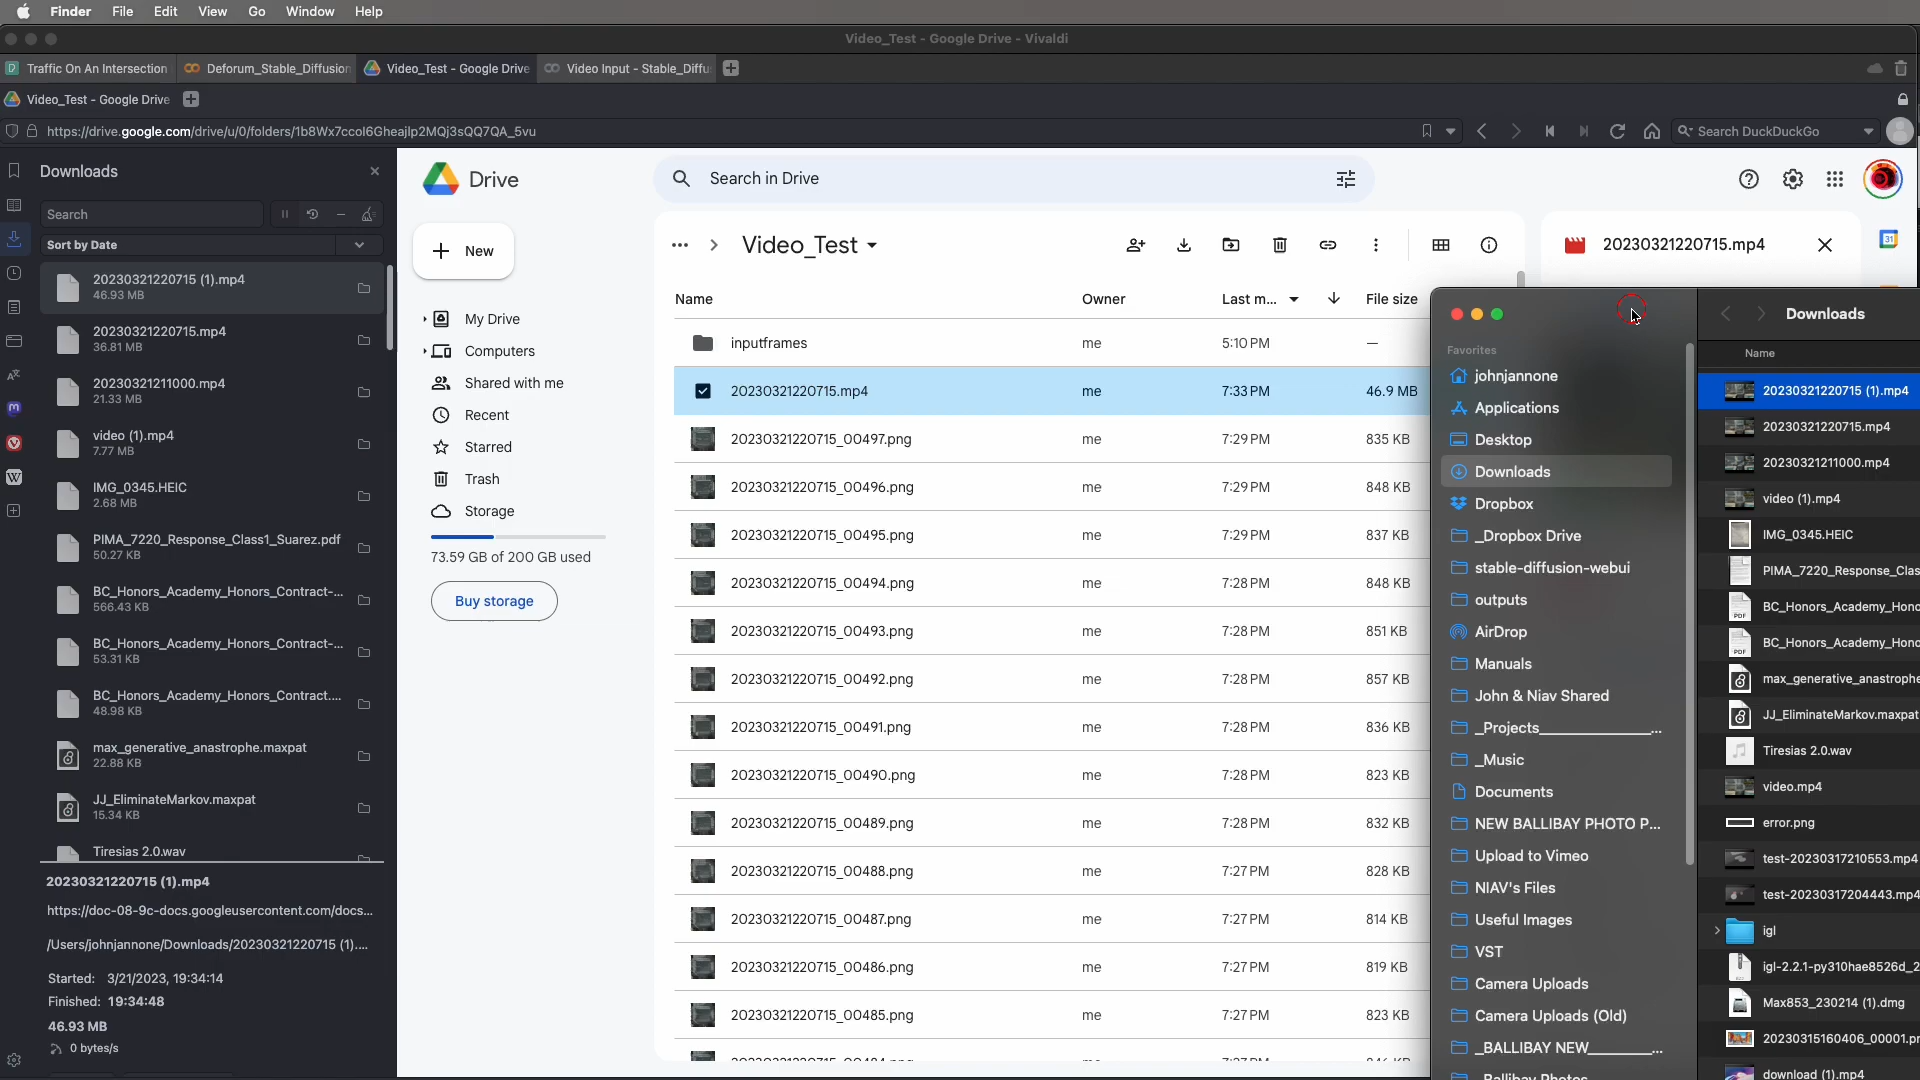 Finder File Edit View Go Window Help
Video_Test - Google Drive - Vivaldi
Traffic On An Intersection
Deforum_Stable_Diffusion
Video_Test - Google Drive
Video Input - Stable_Diffu
Video_Test - Google Drive
https://drive.google.com/drive/u/0/folders/1b8Wx7ccol6Gheajlp2MQj3sQQ7QA_5vu
Search DuckDuckGo
Downloads
Search
Sort by Date
20230321220715 (1).mp4
46.93 MB
20230321220715.mp4
36.81 MB
20230321211000.mp4
21.33 MB
video (1).mp4
7.77 MB
IMG_0345.HEIC
2.68 MB
PIMA_7220_Response_Class1_Suarez.pdf
50.27 KB
BC_Honors_Academy_Honors_Contract-...
566.43 KB
BC_Honors_Academy_Honors_Contract-...
53.31 KB
BC_Honors_Academy_Honors_Contract....
48.98 KB
max_generative_anastrophe.maxpat
22.88 KB
JJ_EliminateMarkov.maxpat
15.34 KB
Tiresias 2.0.wav
20230321220715 (1).mp4
https://doc-08-9c-docs.googleusercontent.com/docs...
/Users/johnjannone/Downloads/20230321220715 (1)....
Started: 3/21/2023, 19:34:14
Finished: 19:34:48
46.93 MB
0 bytes/s
Drive
Search in Drive
New
My Drive
Computers
Shared with me
Recent
Starred
Trash
Storage
73.59 GB of 200 GB used
Buy storage
Video_Test
Name Owner Last m... File size
inputframes me 5:10 PM —
20230321220715.mp4 me 7:33 PM 46.9 MB
20230321220715_00497.png me 7:29 PM 835 KB
20230321220715_00496.png me 7:29 PM 848 KB
20230321220715_00495.png me 7:29 PM 837 KB
20230321220715_00494.png me 7:28 PM 848 KB
20230321220715_00493.png me 7:28 PM 851 KB
20230321220715_00492.png me 7:28 PM 857 KB
20230321220715_00491.png me 7:28 PM 836 KB
20230321220715_00490.png me 7:28 PM 823 KB
20230321220715_00489.png me 7:28 PM 832 KB
20230321220715_00488.png me 7:27 PM 828 KB
20230321220715_00487.png me 7:27 PM 814 KB
20230321220715_00486.png me 7:27 PM 819 KB
20230321220715_00485.png me 7:27 PM 823 KB
20230321220715.mp4
31
Favorites
johnjannone
Applications
Desktop
Downloads
Dropbox
_Dropbox Drive
stable-diffusion-webui
outputs
AirDrop
Manuals
John & Niav Shared
_Projects______________...
_Music
Documents
NEW BALLIBAY PHOTO P...
Upload to Vimeo
NIAV's Files
Useful Images
VST
Camera Uploads
Camera Uploads (Old)
_BALLIBAY NEW_________...
Ballibay Photos
Downloads
Name
20230321220715 (1).mp4
20230321220715.mp4
20230321211000.mp4
video (1).mp4
IMG_0345.HEIC
PIMA_7220_Response_Clas
BC_Honors_Academy_Hono
BC_Honors_Academy_Hono
max_generative_anastrophe
JJ_EliminateMarkov.maxpat
Tiresias 2.0.wav
video.mp4
error.png
test-20230317210553.mp4
test-20230317204443.mp4
igl
igl-2.2.1-py310hae8526d_2
Max853_230214 (1).dmg
20230315160406_00001.pn
download (1).mp4